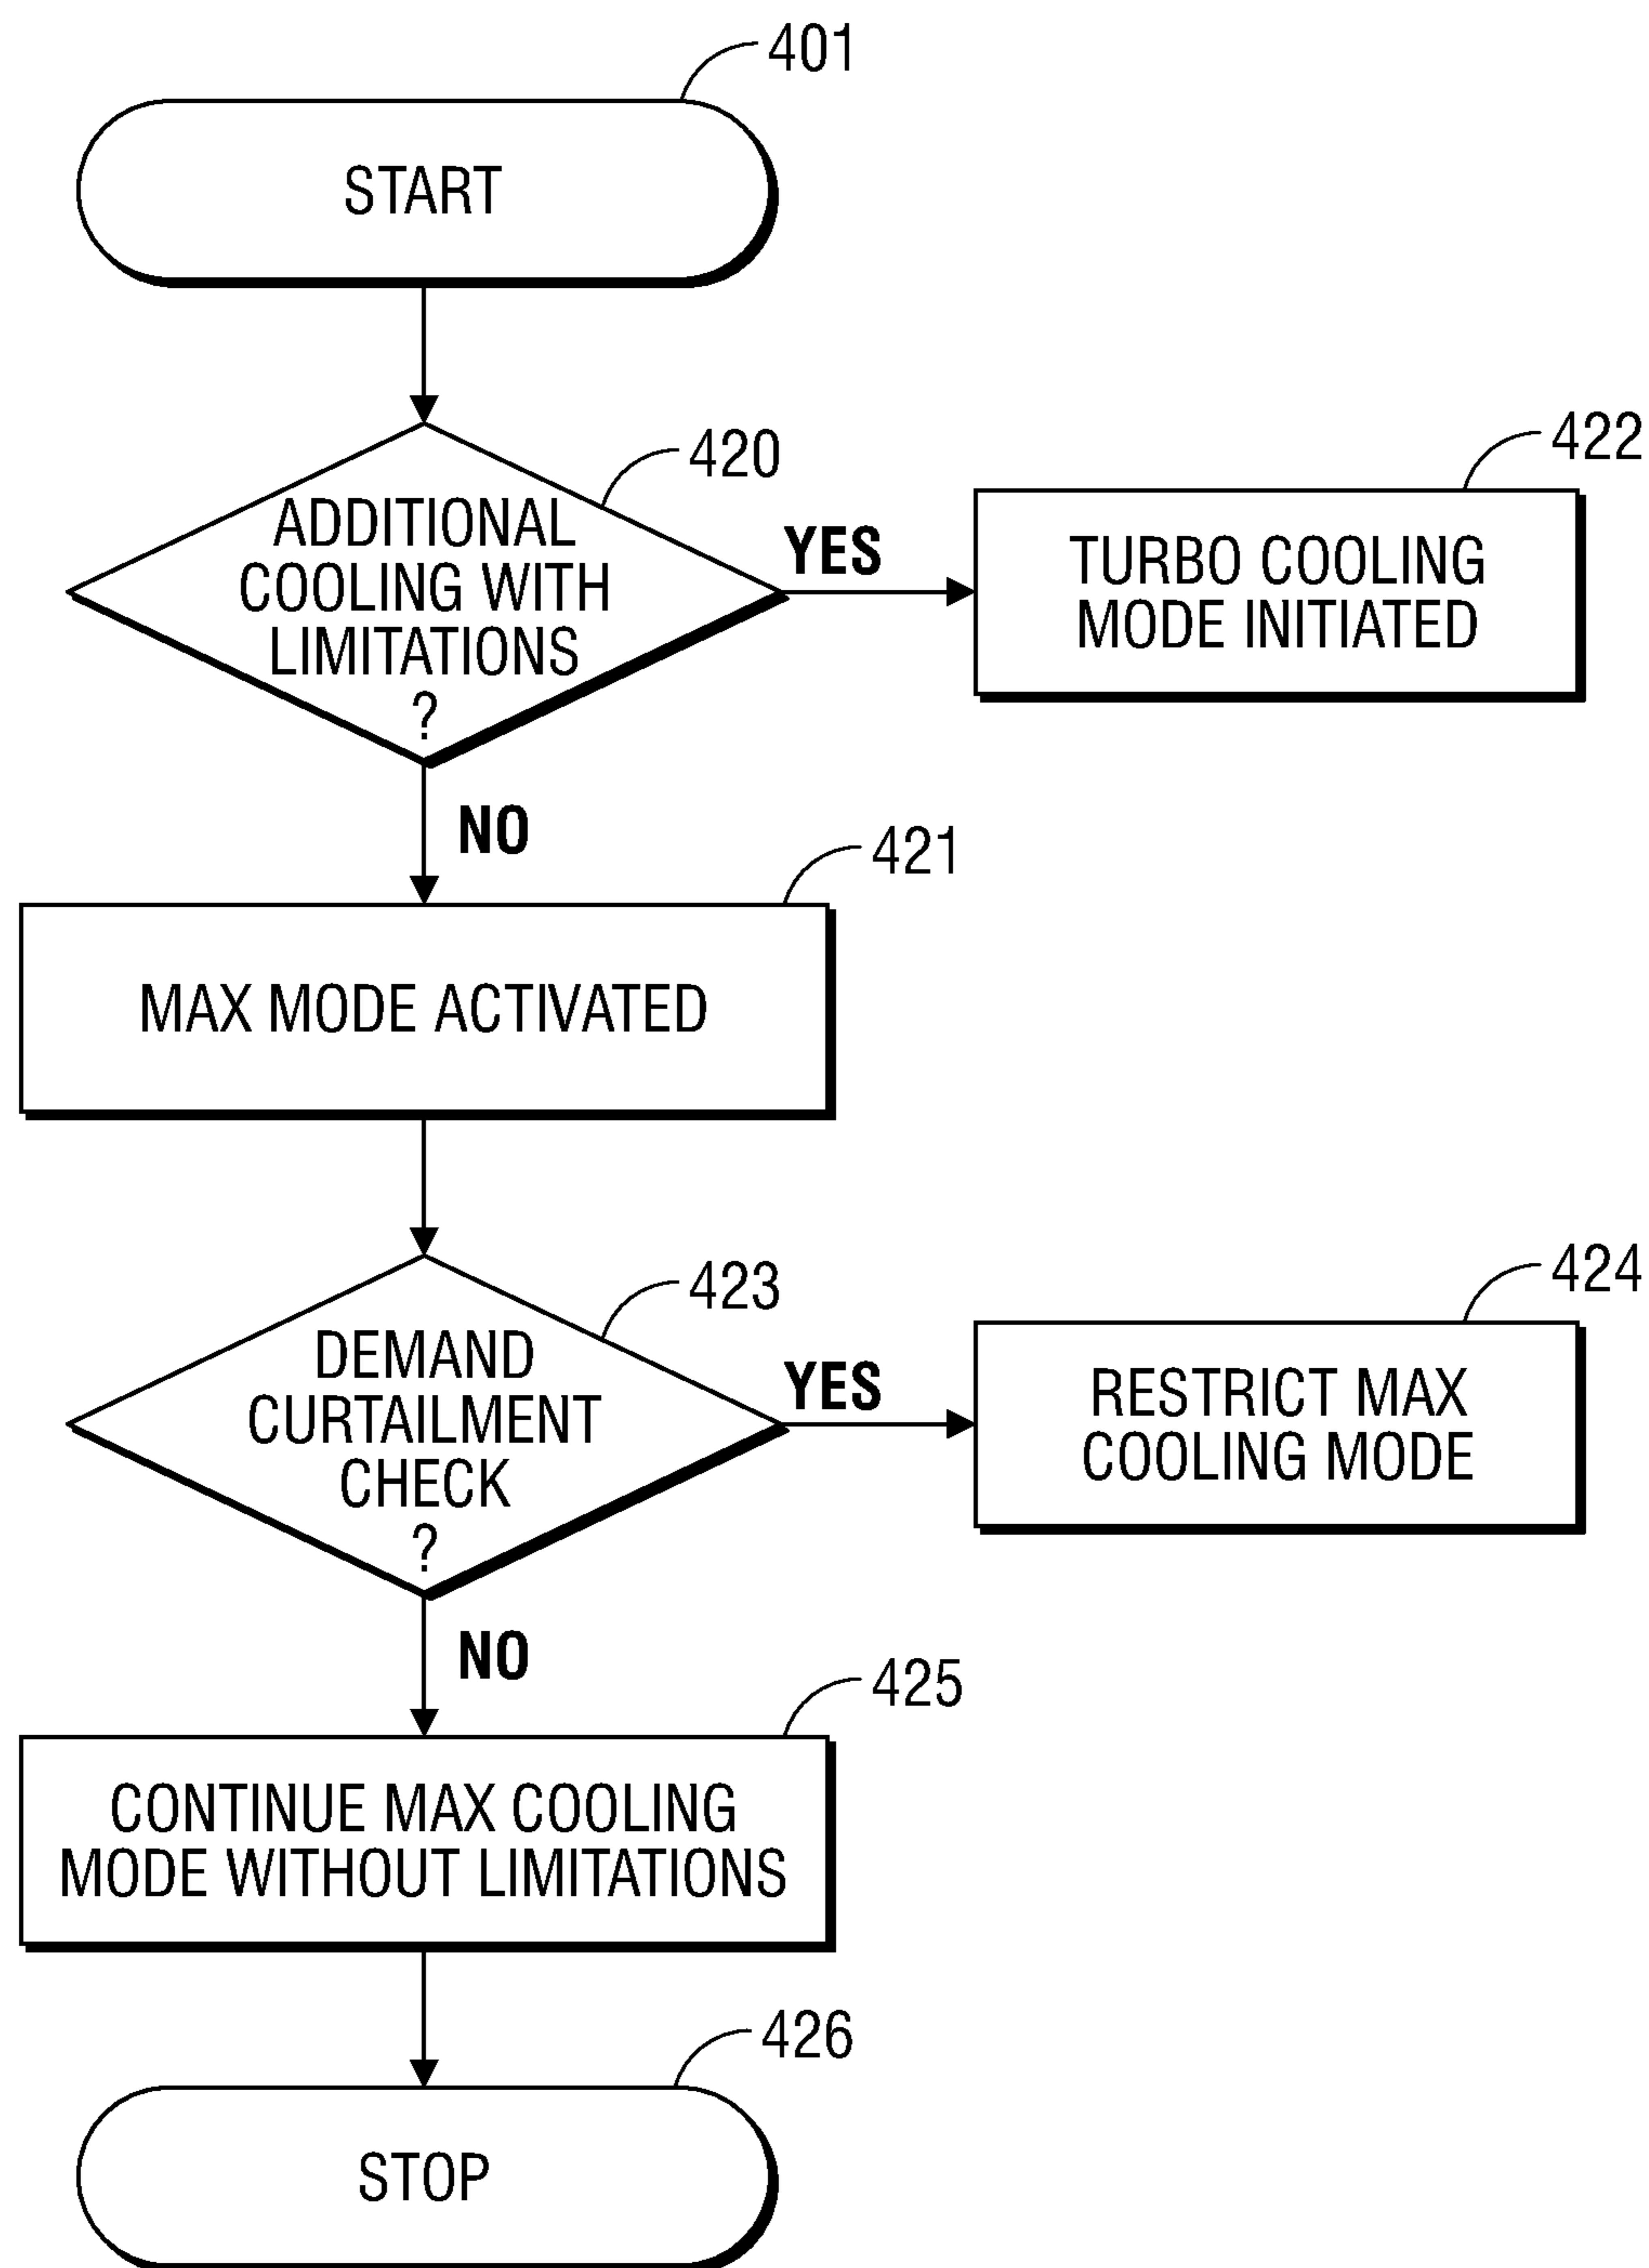 401
START
420
ADDITIONAL
COOLING WITH
LIMITATIONS
?
YES
422
TURBO COOLING
MODE INITIATED
NO
421
MAX MODE ACTIVATED
423
DEMAND
CURTAILMENT
CHECK
?
YES
424
RESTRICT MAX
COOLING MODE
NO
425
CONTINUE MAX COOLING
MODE WITHOUT LIMITATIONS
426
STOP